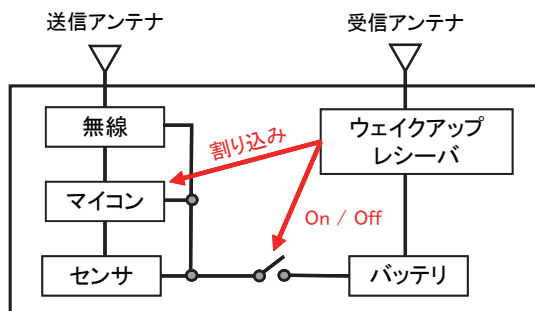 送信アンテナ
受信アンテナ
無線
ウェイクアップ
レシーバ
割り込み
マイコン
On / Off
センサ
バッテリ